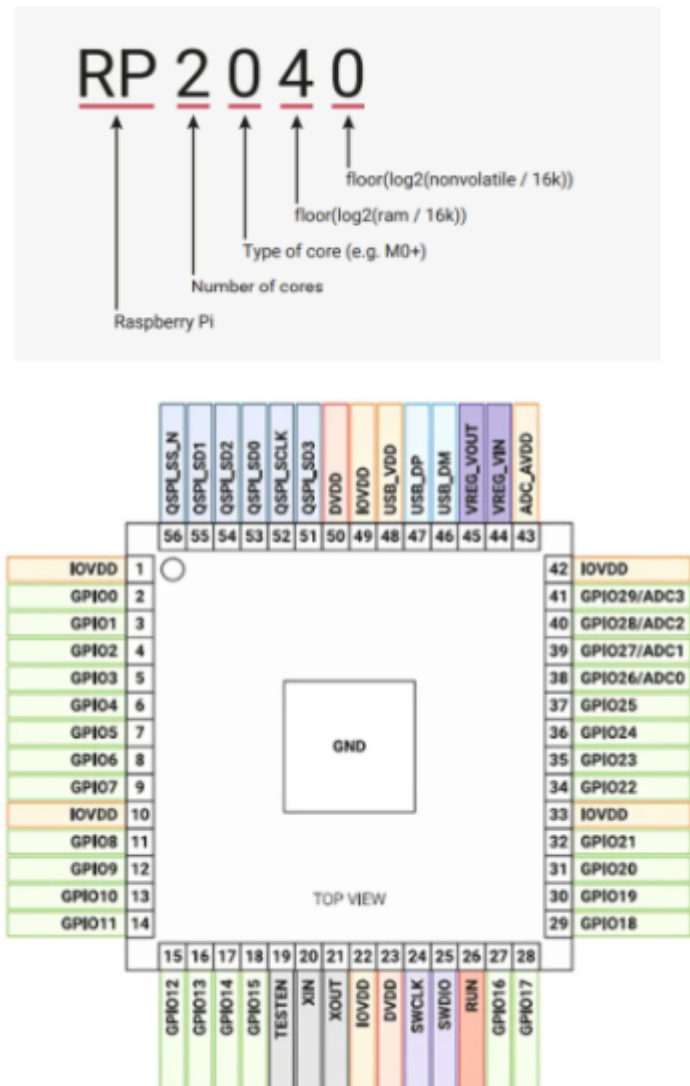 RP 2 0 4 0
floor(log2(nonvolatile / 16k))
floor(log2(ram / 16k))
Type of core (e.g. M0+)
Number of cores
Raspberry Pi
QSPI_SS_N QSPI_SD1 QSPI_SD2 QSPI_SD0 QSPI_SCLK QSPI_SD3 DVDD IOVDD USB_VDD USB_DP USB_DM VREG_VOUT VREG_VIN ADC_AVDD
56 55 54 53 52 51 50 49 48 47 46 45 44 43
IOVDD 1 42 IOVDD
GPIO0 2 41 GPIO29/ADC3
GPIO1 3 40 GPIO28/ADC2
GPIO2 4 39 GPIO27/ADC1
GPIO3 5 38 GPIO26/ADC0
GPIO4 6 37 GPIO25
GPIO5 7 36 GPIO24
GND
GPIO6 8 35 GPIO23
GPIO7 9 34 GPIO22
IOVDD 10 33 IOVDD
GPIO8 11 32 GPIO21
GPIO9 12 31 GPIO20
GPIO10 13 30 GPIO19
TOP VIEW
GPIO11 14 29 GPIO18
15 16 17 18 19 20 21 22 23 24 25 26 27 28
GPIO12 GPIO13 GPIO14 GPIO15 TESTEN XIN XOUT IOVDD DVDD SWCLK SWDIO RUN GPIO16 GPIO17